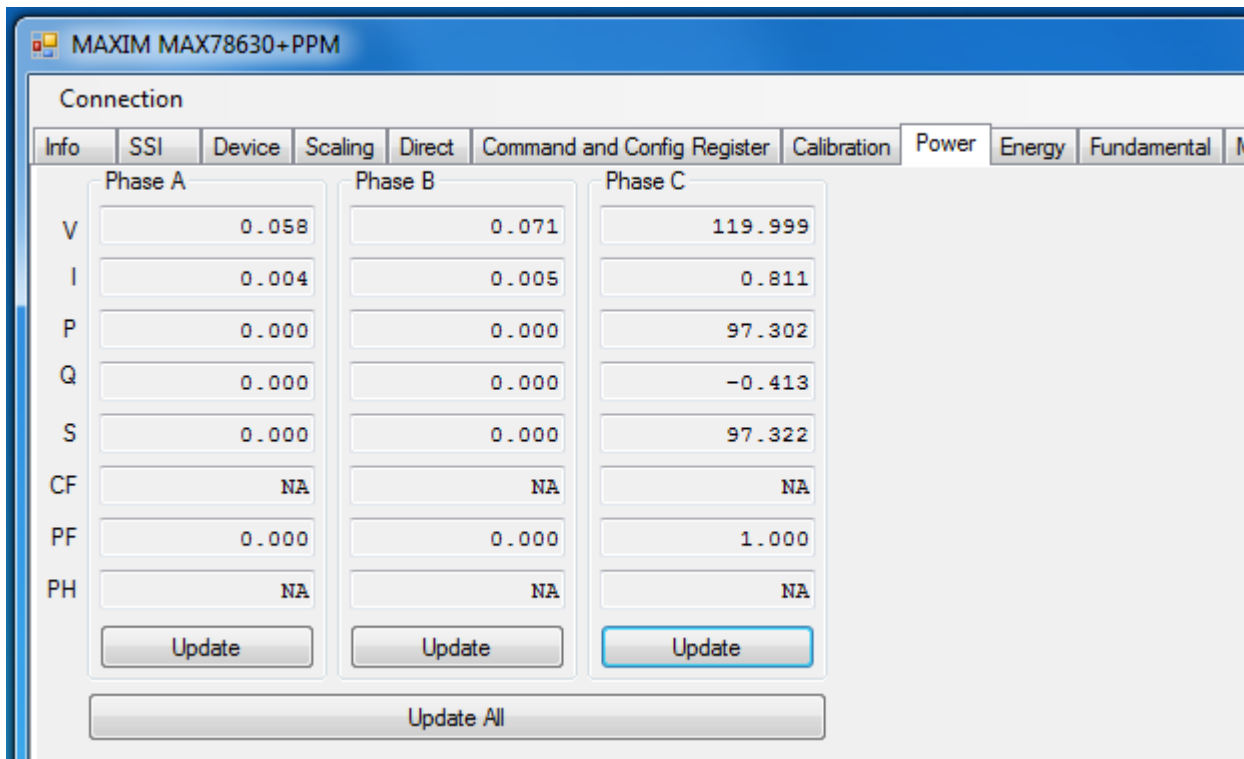 MAXIM MAX78630+PPM
Connection
Info SSI Device Scaling Direct Command and Config Register Calibration Power Energy Fundamental
Phase A Phase B Phase C
V 0.058 0.071 119.999
I 0.004 0.005 0.811
P 0.000 0.000 97.302
Q 0.000 0.000 -0.413
S 0.000 0.000 97.322
CF NA NA NA
PF 0.000 0.000 1.000
PH NA NA NA
Update Update Update
Update All